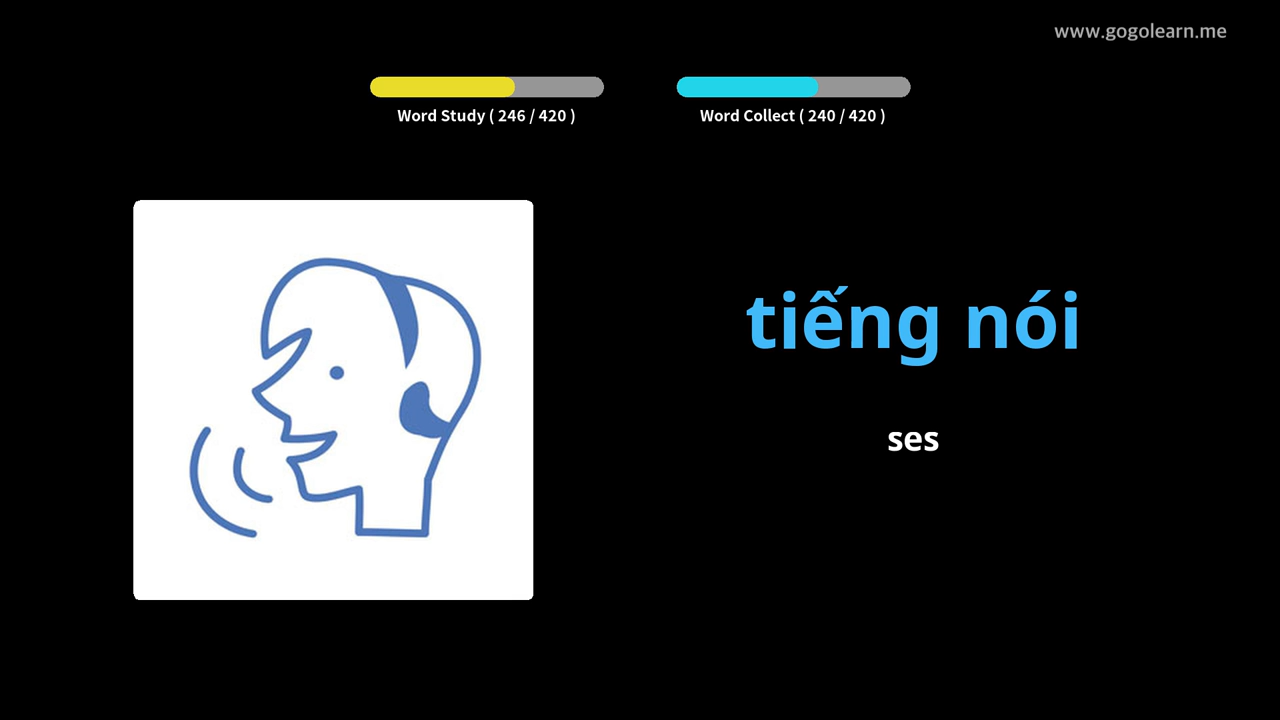 www.gogolearn.me
Word Study ( 246 / 420 )
Word Collect ( 240 / 420 )
tiếng nói
ses